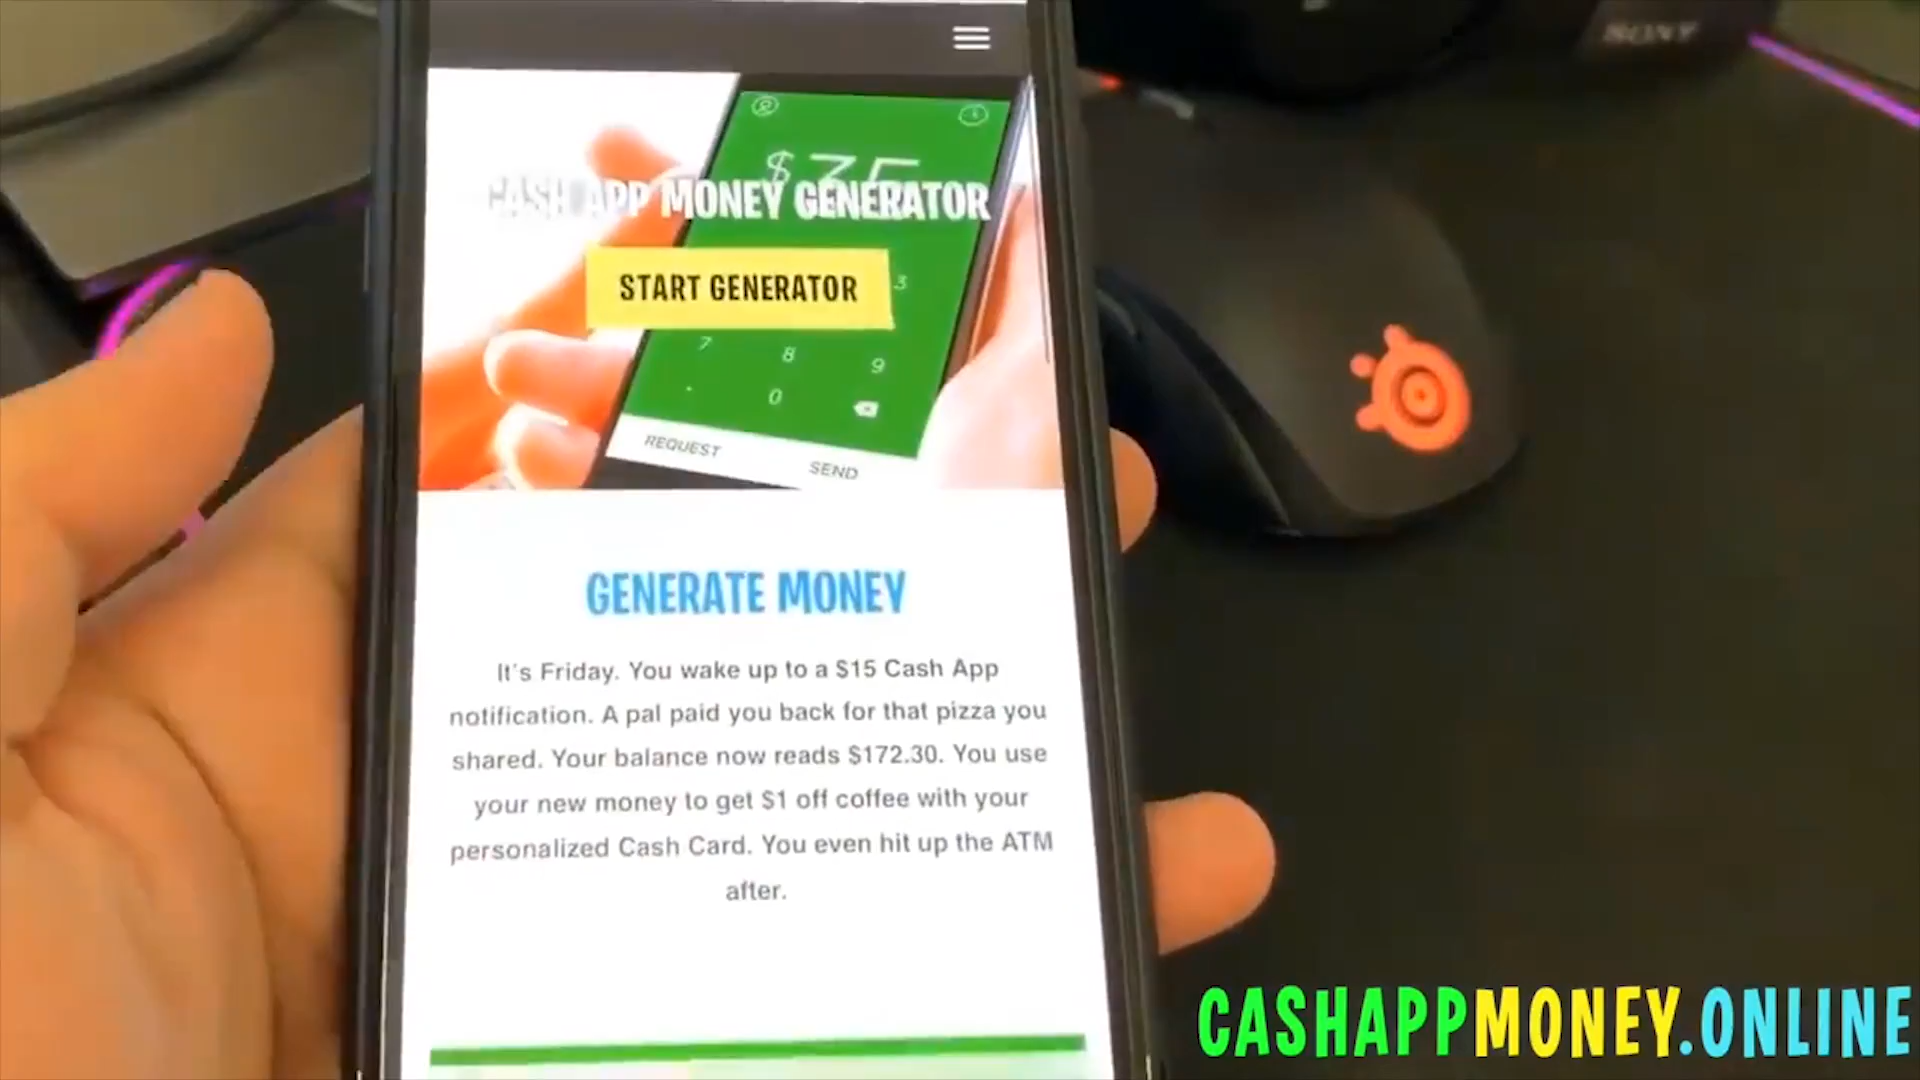 SONY
$35
CASH APP MONEY GENERATOR
START GENERATOR
3
7 8 9
. 0
REQUEST SEND
GENERATE MONEY
It's Friday. You wake up to a $15 Cash App
notification. A pal paid you back for that pizza you
shared. Your balance now reads $172.30. You use
your new money to get $1 off coffee with your
personalized Cash Card. You even hit up the ATM
after.
CASHAPPMONEY.ONLINE